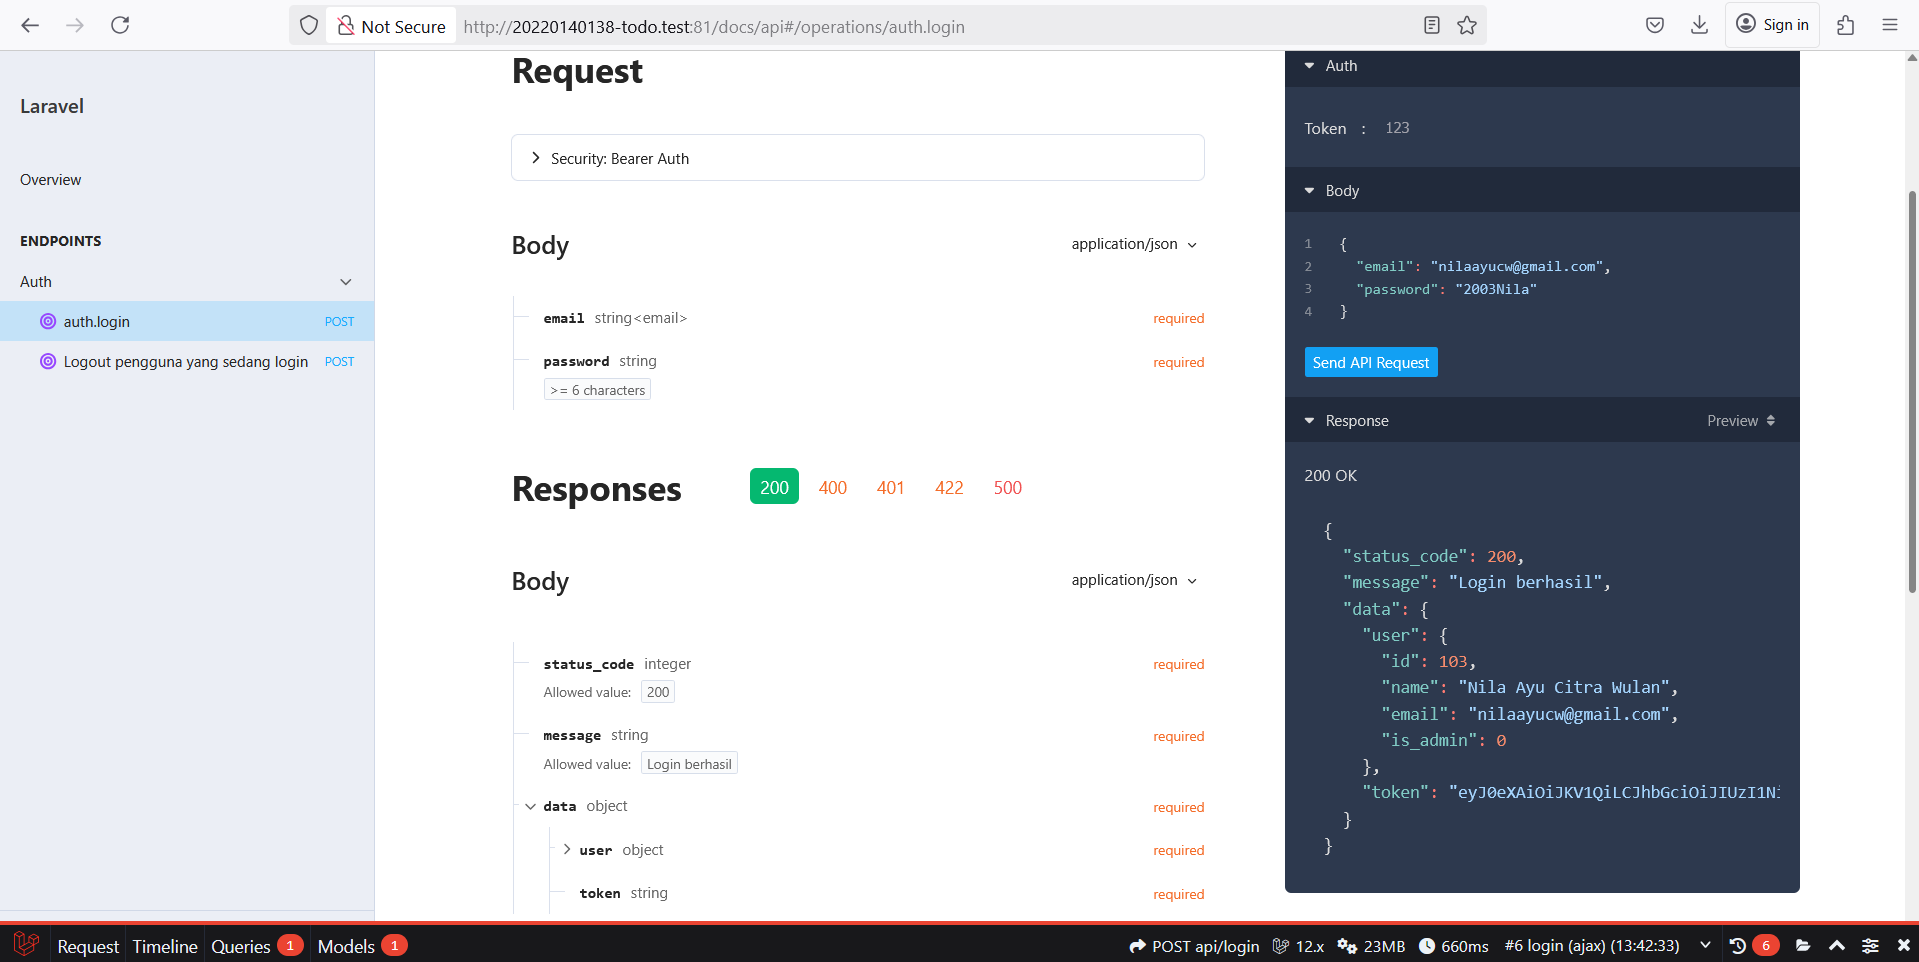 Not Secure
http://20220140138-todo.test:81/docs/api#/operations/auth.login
Sign in
Laravel
Overview
ENDPOINTS
Auth
auth.login POST
Logout pengguna yang sedang login POST
Request
Security: Bearer Auth
Body application/json
email string<email> required
password string required
>= 6 characters
Responses 200 400 401 422 500
Body application/json
status_code integer required
Allowed value: 200
message string required
Allowed value: Login berhasil
data object required
user object required
token string required
Auth
Token : 123
Body
1 {
2 "email": "nilaayucw@gmail.com",
3 "password": "2003Nila"
4 }
Send API Request
Response Preview
200 OK
{
"status_code": 200,
"message": "Login berhasil",
"data": {
"user": {
"id": 103,
"name": "Nila Ayu Citra Wulan",
"email": "nilaayucw@gmail.com",
"is_admin": 0
},
"token": "eyJ0eXAiOiJKV1QiLCJhbGciOiJIUzI1Ni
}
}
Request Timeline Queries 1 Models 1 POST api/login 12.x 23MB 660ms #6 login (ajax) (13:42:33) 6